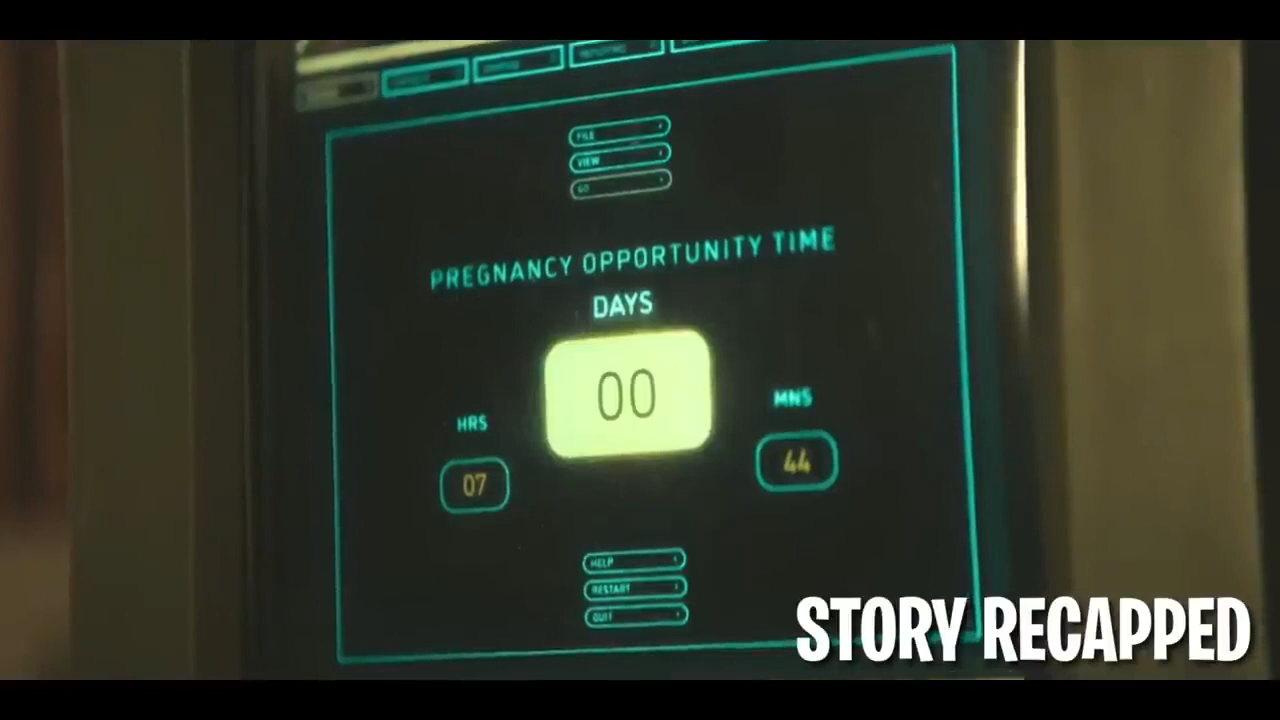 FILE
VIEW
GO
PREGNANCY OPPORTUNITY TIME
DAYS
00
HRS
07
MNS
44
HELP
RESTART
QUIT
STORY RECAPPED